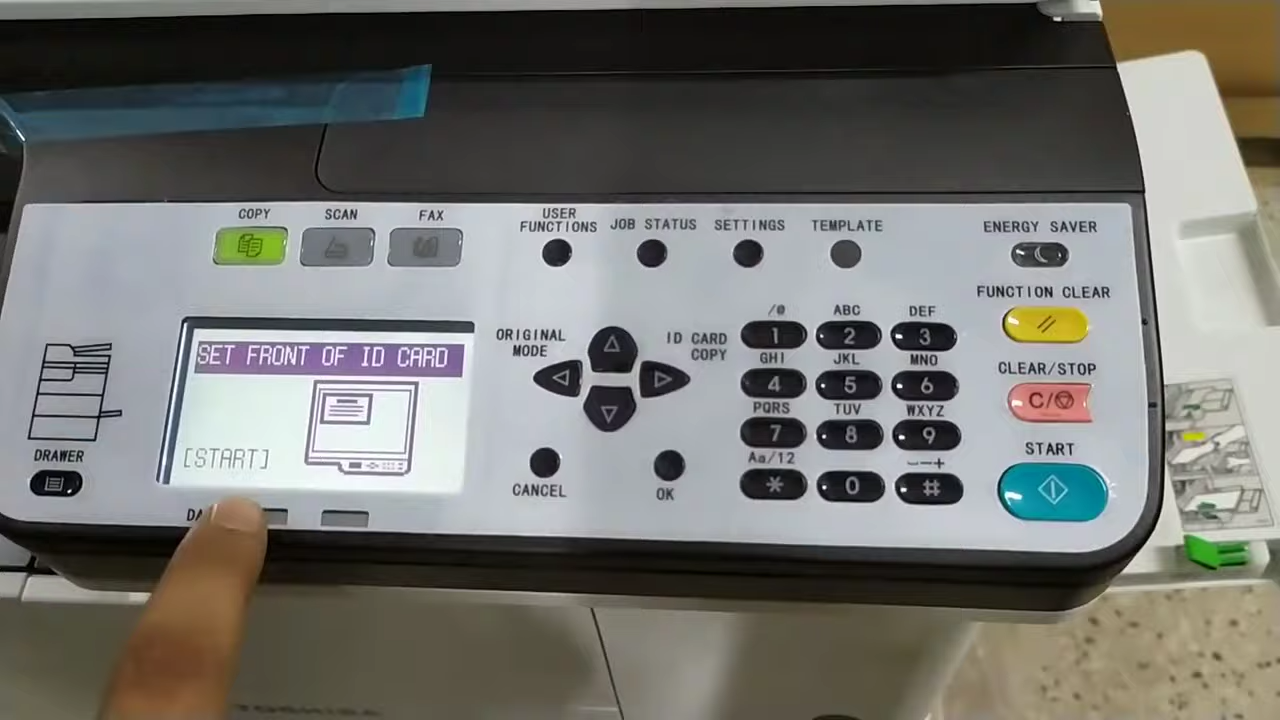 COPY
SCAN
FAX
USER
FUNCTIONS
JOB STATUS
SETTINGS
TEMPLATE
ENERGY SAVER
FUNCTION CLEAR
CLEAR/STOP
C/
START
SET FRONT OF ID CARD
[START]
ORIGINAL
MODE
ID CARD
COPY
CANCEL
OK
/@
ABC
DEF
1
2
3
GHI
JKL
MNO
4
5
6
PQRS
TUV
WXYZ
7
8
9
Aa/12
*
0
#
DRAWER
TOSHIBA